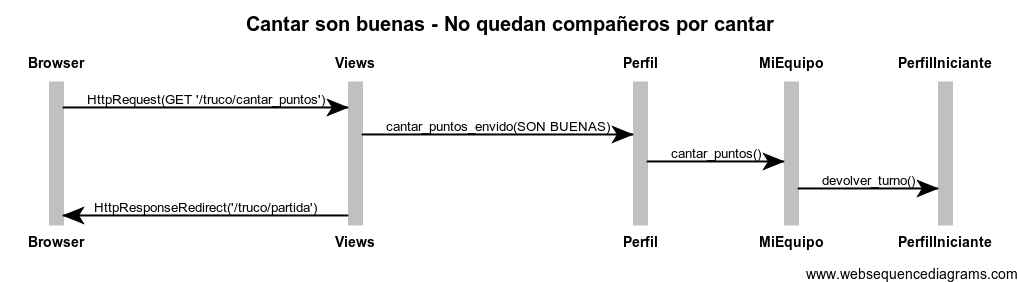 Cantar son buenas - No quedan compañeros por cantar
Browser Views Perfil MiEquipo PerfilIniciante
HttpRequest(GET '/truco/cantar_puntos')
cantar_puntos_envido(SON BUENAS)
cantar_puntos()
devolver_turno()
HttpResponseRedirect('/truco/partida')
Browser Views Perfil MiEquipo PerfilIniciante
www.websequencediagrams.com